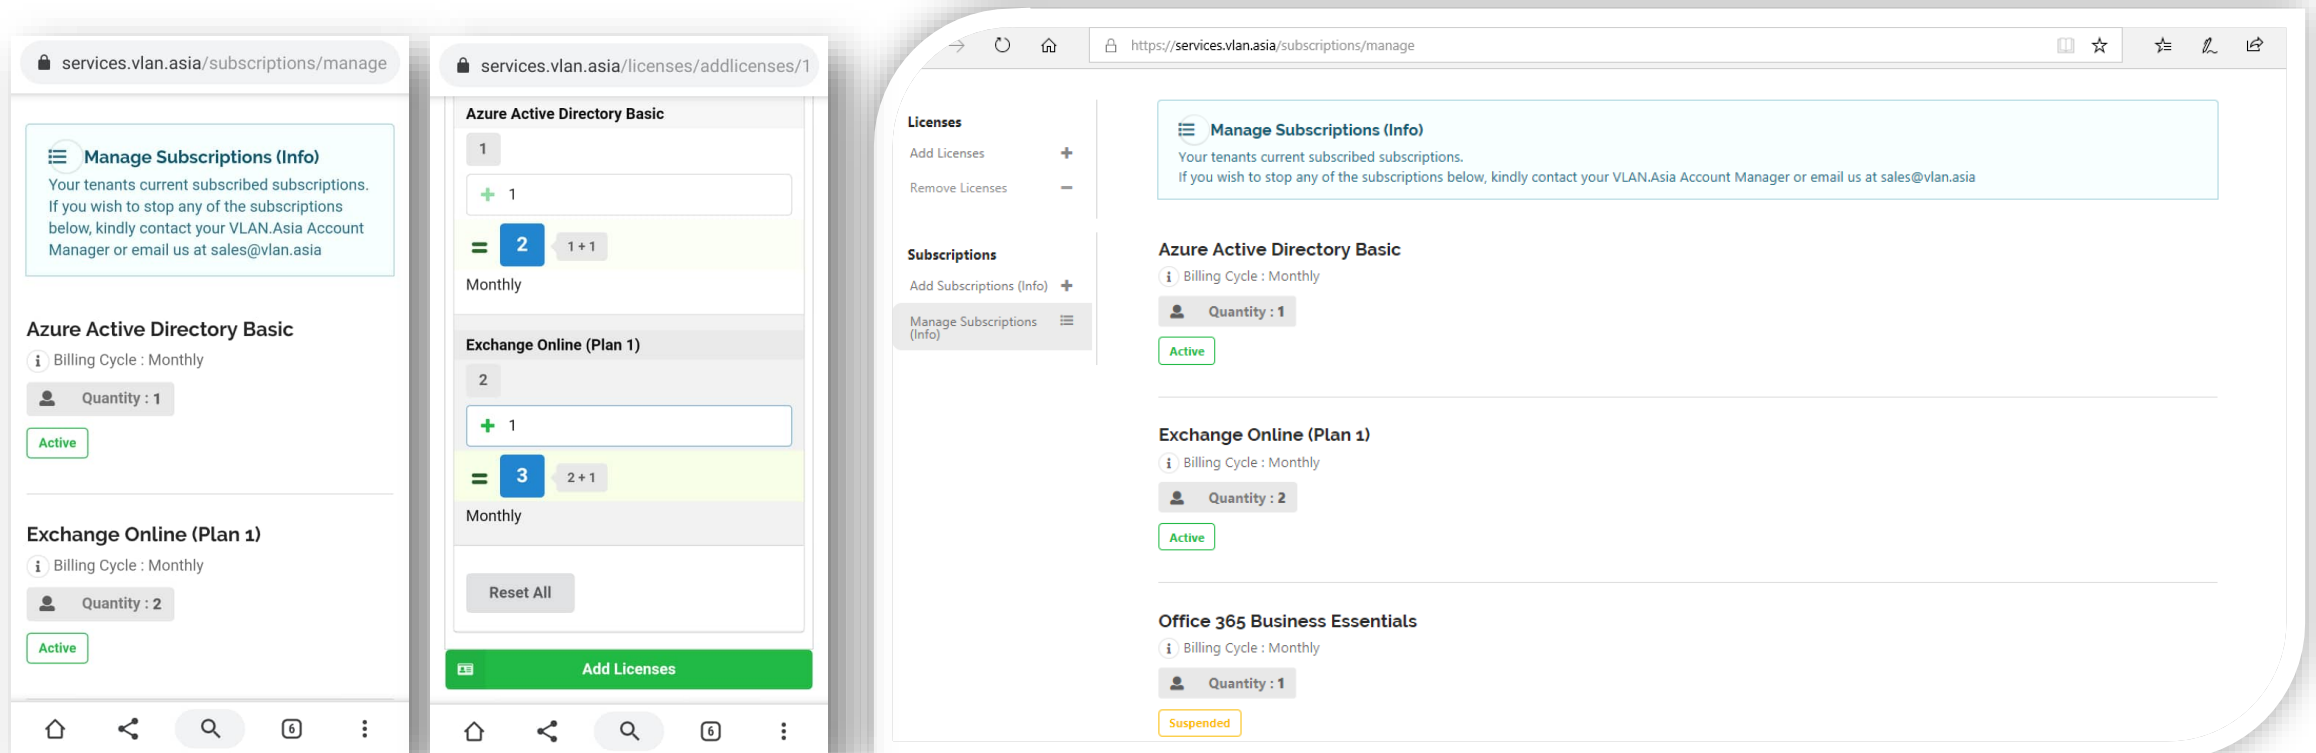 services.vlan.asia/subscriptions/manage
Manage Subscriptions (Info)
Your tenants current subscribed subscriptions.
If you wish to stop any of the subscriptions
below, kindly contact your VLAN.Asia Account
Manager or email us at sales@vlan.asia
Azure Active Directory Basic
i Billing Cycle : Monthly
Quantity : 1
Active
Exchange Online (Plan 1)
i Billing Cycle : Monthly
Quantity : 2
Active
6
services.vlan.asia/licenses/addlicenses/1
Azure Active Directory Basic
1
+ 1
= 2 1 + 1
Monthly
Exchange Online (Plan 1)
2
+ 1
= 3 2 + 1
Monthly
Reset All
Add Licenses
6
https://services.vlan.asia/subscriptions/manage
Licenses
Add Licenses +
Remove Licenses −
Subscriptions
Add Subscriptions (Info) +
Manage Subscriptions
(Info)
Manage Subscriptions (Info)
Your tenants current subscribed subscriptions.
If you wish to stop any of the subscriptions below, kindly contact your VLAN.Asia Account Manager or email us at sales@vlan.asia
Azure Active Directory Basic
i Billing Cycle : Monthly
Quantity : 1
Active
Exchange Online (Plan 1)
i Billing Cycle : Monthly
Quantity : 2
Active
Office 365 Business Essentials
i Billing Cycle : Monthly
Quantity : 1
Suspended